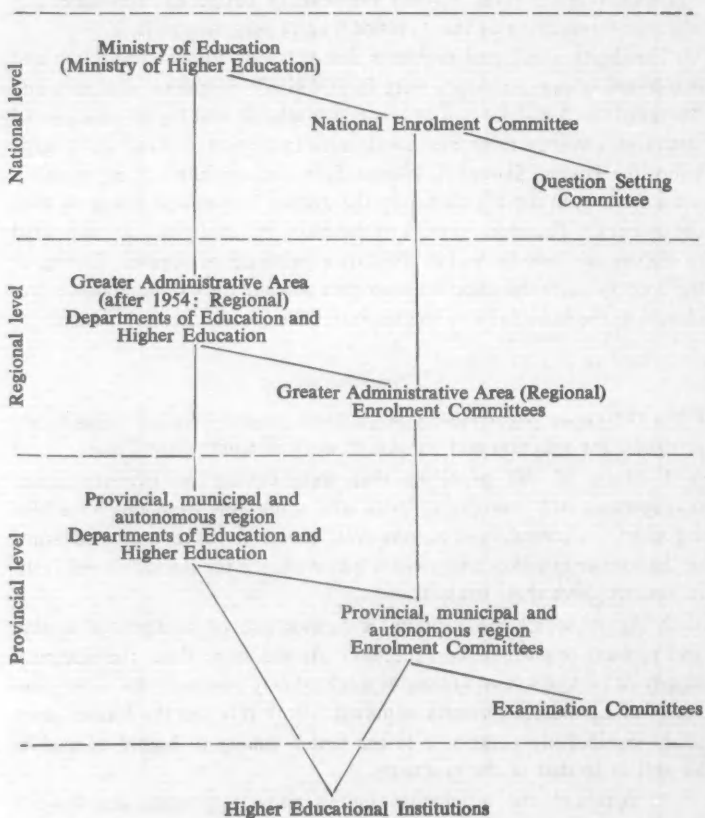 National level
Ministry of Education
(Ministry of Higher Education)
National Enrolment Committee
Question Setting
Committee
Regional level
Greater Administrative Area
(after 1954: Regional)
Departments of Education and
Higher Education
Greater Administrative Area (Regional)
Enrolment Committees
Provincial level
Provincial, municipal and
autonomous region
Departments of Education and
Higher Education
Provincial, municipal and
autonomous region
Enrolment Committees
Examination Committees
Higher Educational Institutions